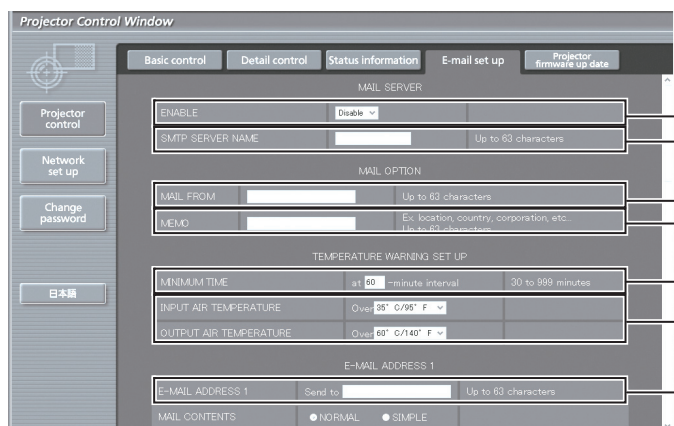 Projector Control Window
Basic control
Detail control
Status information
E-mail set up
Projector
firmware up date
Projector
control
Network
set up
Change
password
日本語
MAIL SERVER
ENABLE Disable
SMTP SERVER NAME Up to 63 characters
MAIL OPTION
MAIL FROM Up to 63 characters
MEMO Ex. location, country, corporation, etc..
Up to 63 characters
TEMPERATURE WARNING SET UP
MINIMUM TIME at 60 -minute interval 30 to 999 minutes
INPUT AIR TEMPERATURE Over 35° C/95° F
OUTPUT AIR TEMPERATURE Over 60° C/140° F
E-MAIL ADDRESS 1
E-MAIL ADDRESS 1 Send to Up to 63 characters
MAIL CONTENTS NORMAL SIMPLE